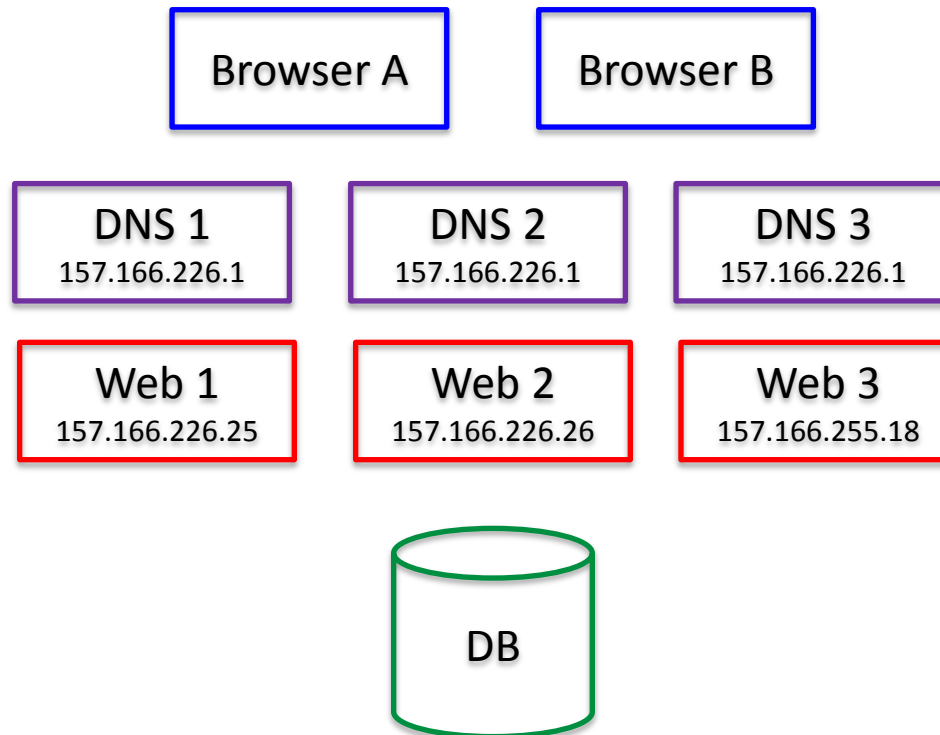 Browser A
Browser B
DNS 1
157.166.226.1
DNS 2
157.166.226.1
DNS 3
157.166.226.1
Web 1
157.166.226.25
Web 2
157.166.226.26
Web 3
157.166.255.18
DB